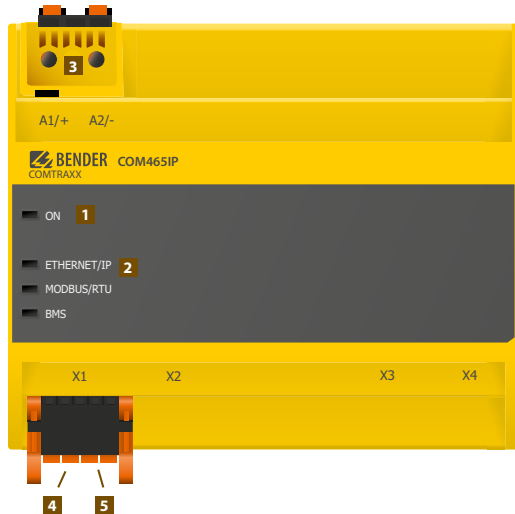 3
A1/+ A2/-
BENDER COM465IP
COMTRAXX
ON 1
ETHERNET/IP 2
MODBUS/RTU
BMS
X1 X2 X3 X4
4 5